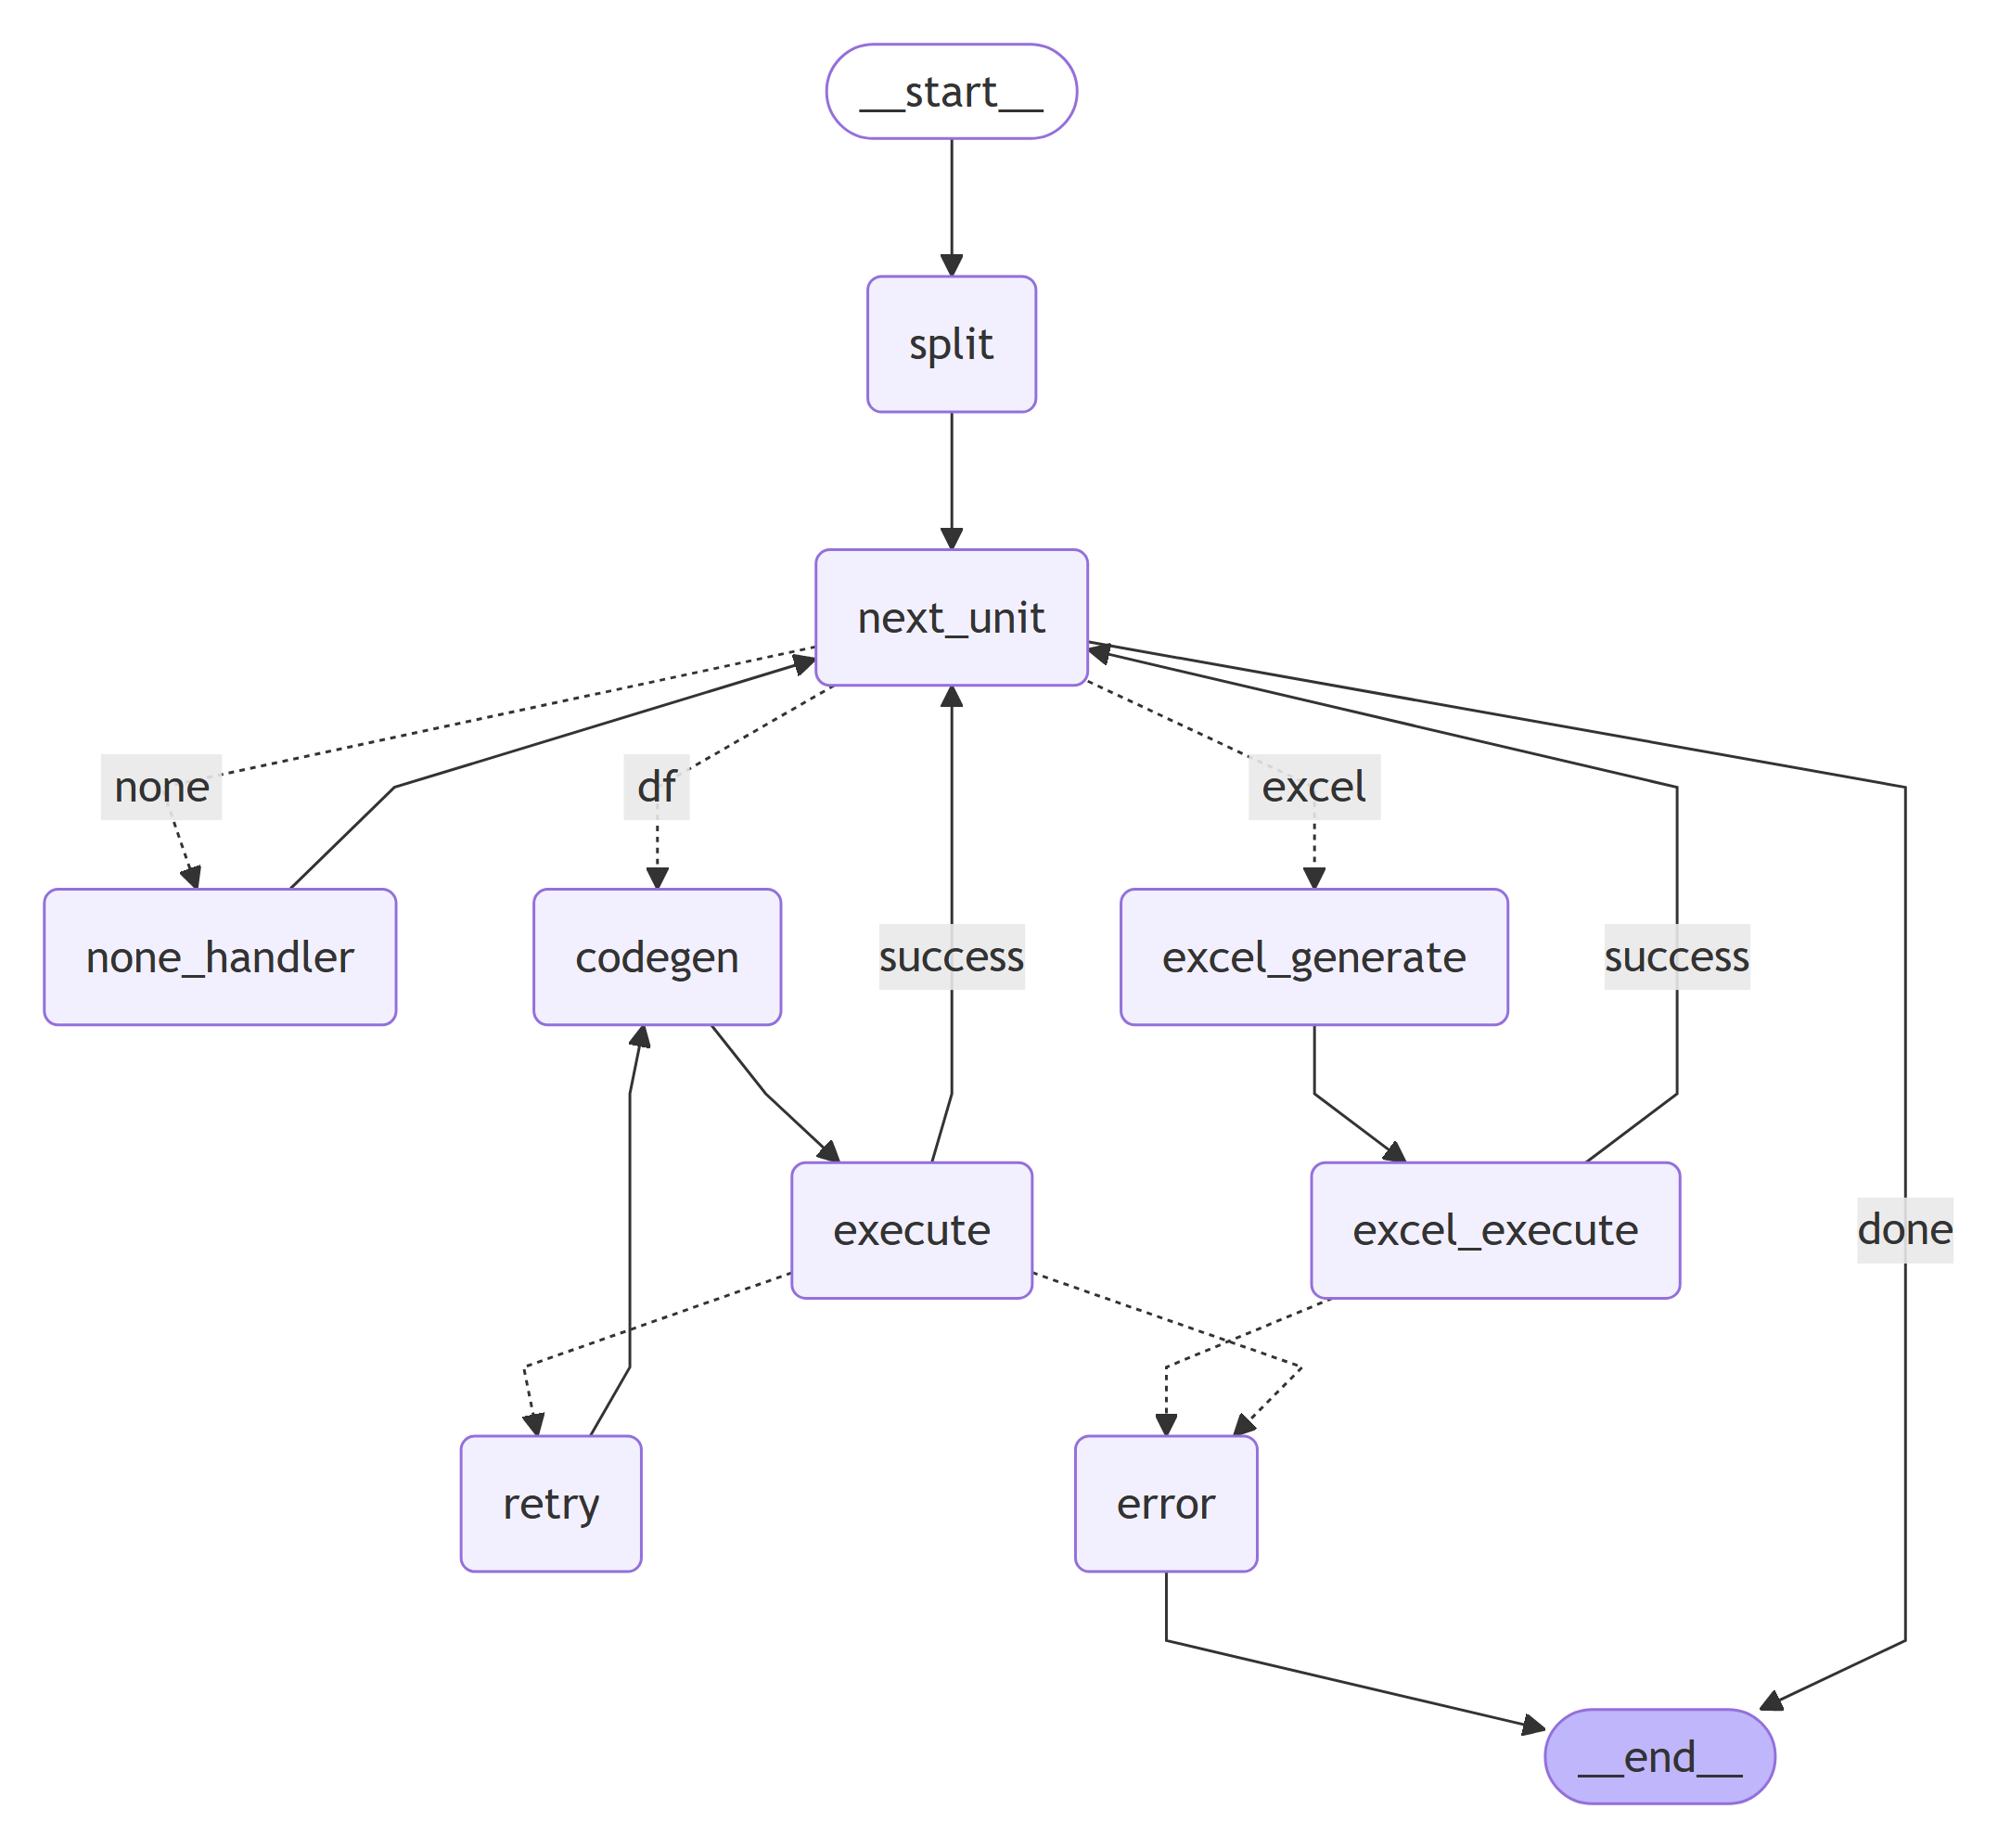 __start__
split
next_unit
none
df
excel
none_handler
codegen
success
excel_generate
success
execute
excel_execute
done
retry
error
__end__